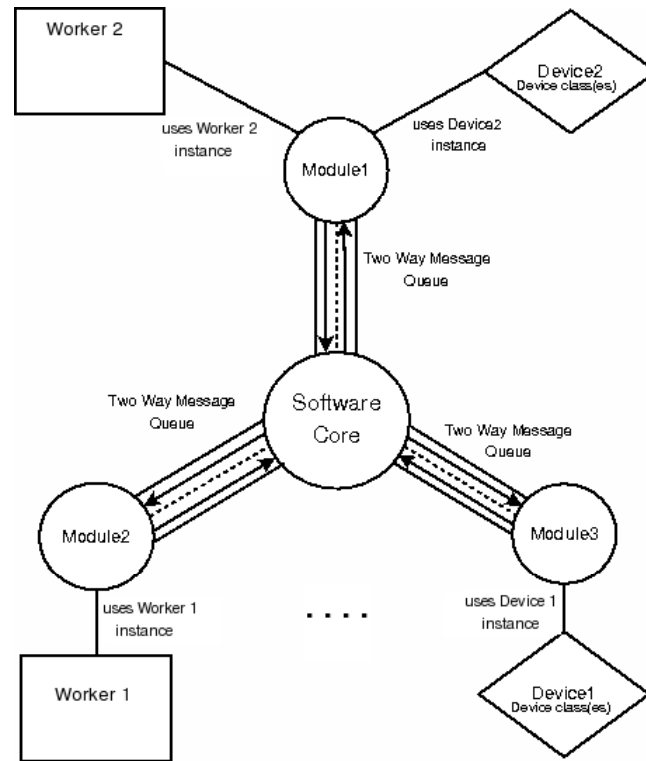 Worker 2
Device2
Device class(es)
uses Worker 2
instance
uses Device2
instance
Module1
Two Way Message
Queue
Software
Core
Two Way Message
Queue
Two Way Message
Queue
Module2
Module3
uses Worker 1
instance
. . . .
uses Device 1
instance
Worker 1
Device1
Device class(es)